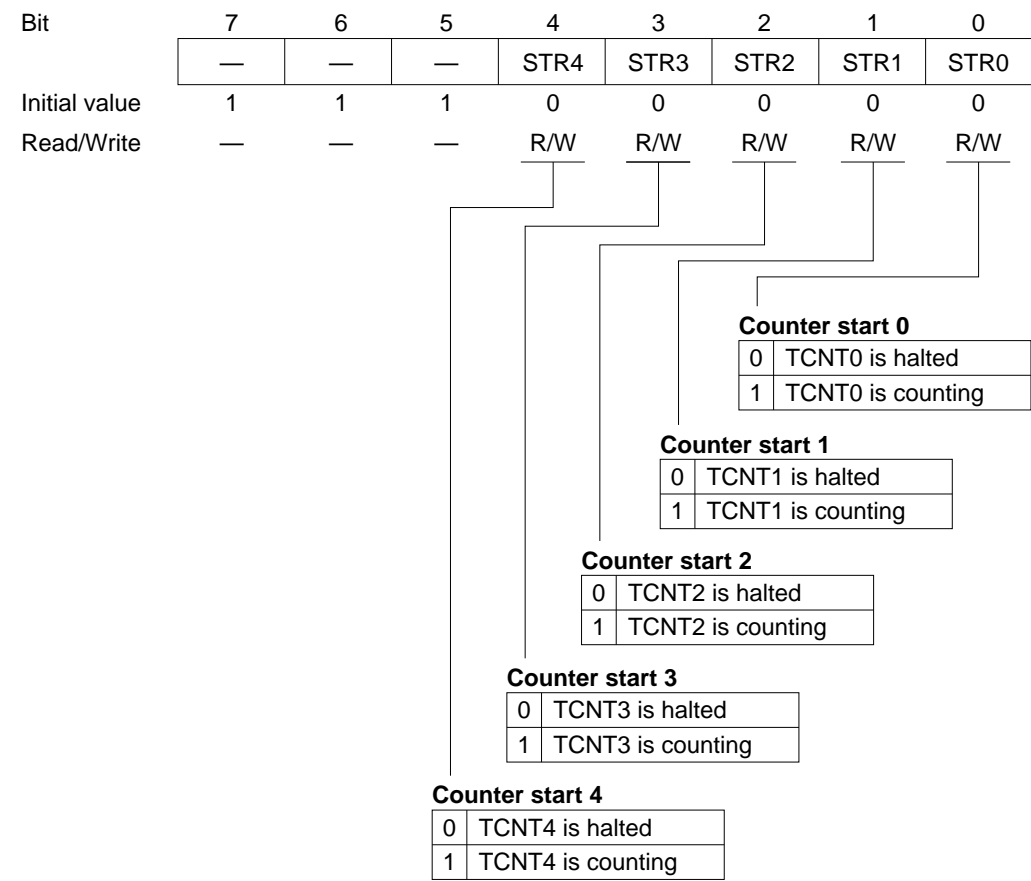 Bit 7 6 5 4 3 2 1 0
— — — STR4 STR3 STR2 STR1 STR0
Initial value 1 1 1 0 0 0 0 0
Read/Write — — — R/W R/W R/W R/W R/W
Counter start 0
0 TCNT0 is halted
1 TCNT0 is counting
Counter start 1
0 TCNT1 is halted
1 TCNT1 is counting
Counter start 2
0 TCNT2 is halted
1 TCNT2 is counting
Counter start 3
0 TCNT3 is halted
1 TCNT3 is counting
Counter start 4
0 TCNT4 is halted
1 TCNT4 is counting